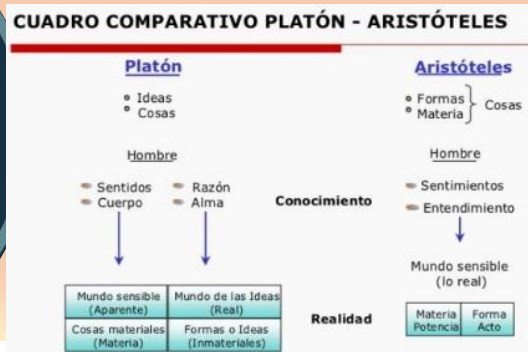 CUADRO COMPARATIVO PLATÓN - ARISTÓTELES
Platón
Ideas
Cosas
Hombre
Sentidos
Cuerpo
Razón
Alma
Mundo sensible
(Aparente)
Mundo de las Ideas
(Real)
Cosas materiales
(Materia)
Formas o Ideas
(Inmateriales)
Conocimiento
Realidad
Aristóteles
Formas
Materia
Cosas
Hombre
Sentimientos
Entendimiento
Mundo sensible
(lo real)
Materia
Potencia
Forma
Acto